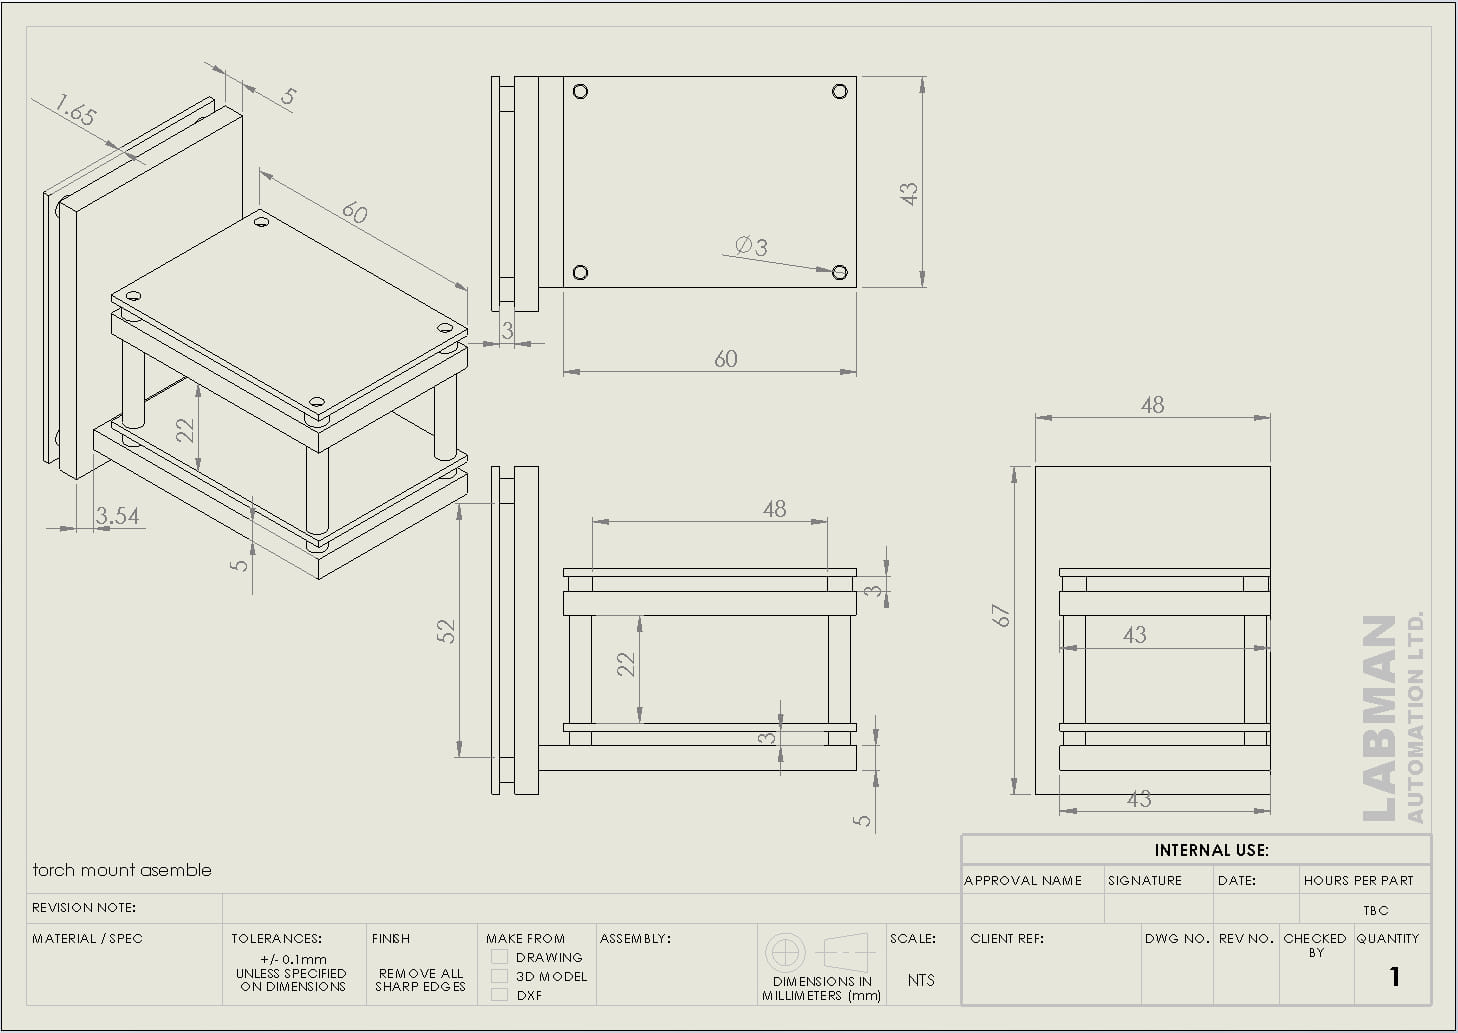 1.65
5
60
22
3.54
5
43
Ø3
3
60
48
3
52
22
3
5
48
67
43
43
LABMAN
AUTOMATION LTD.
torch mount asemble
INTERNAL USE:
APPROVAL NAME
SIGNATURE
DATE:
HOURS PER PART
TBC
REVISION NOTE:
MATERIAL / SPEC
TOLERANCES:
+/- 0.1mm
UNLESS SPECIFIED
ON DIMENSIONS
FINISH
REMOVE ALL
SHARP EDGES
MAKE FROM
DRAWING
3D MODEL
DXF
ASSEMBLY:
DIMENSIONS IN
MILLIMETERS (mm)
SCALE:
NTS
CLIENT REF:
DWG NO.
REV NO.
CHECKED
BY
QUANTITY
1